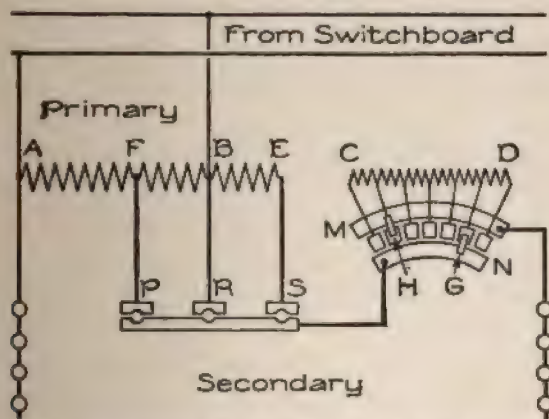 From Switchboard
Primary
A F B E
C D
M
N
P R S
H G
Secondary